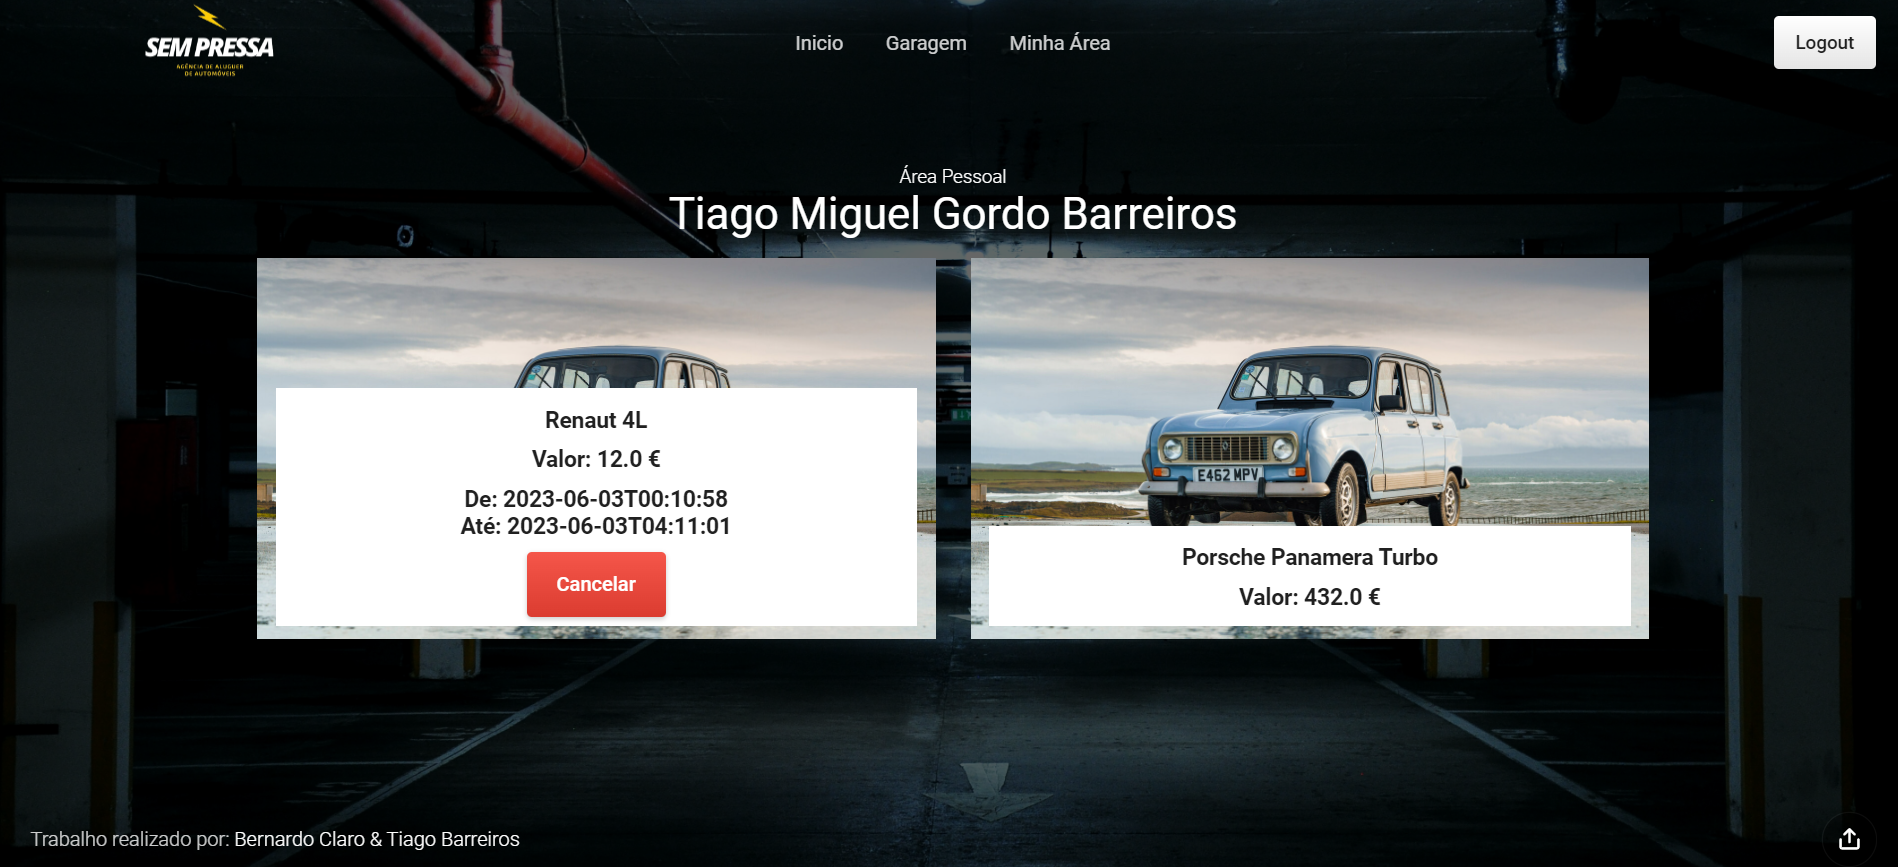 SEM PRESSA
AGÊNCIA DE ALUGUER
DE AUTOMÓVEIS
Inicio
Garagem
Minha Área
Logout
Área Pessoal
Tiago Miguel Gordo Barreiros
Renaut 4L
Valor: 12.0 €
De: 2023-06-03T00:10:58
Até: 2023-06-03T04:11:01
Cancelar
E462 MPV
Porsche Panamera Turbo
Valor: 432.0 €
Trabalho realizado por: Bernardo Claro & Tiago Barreiros